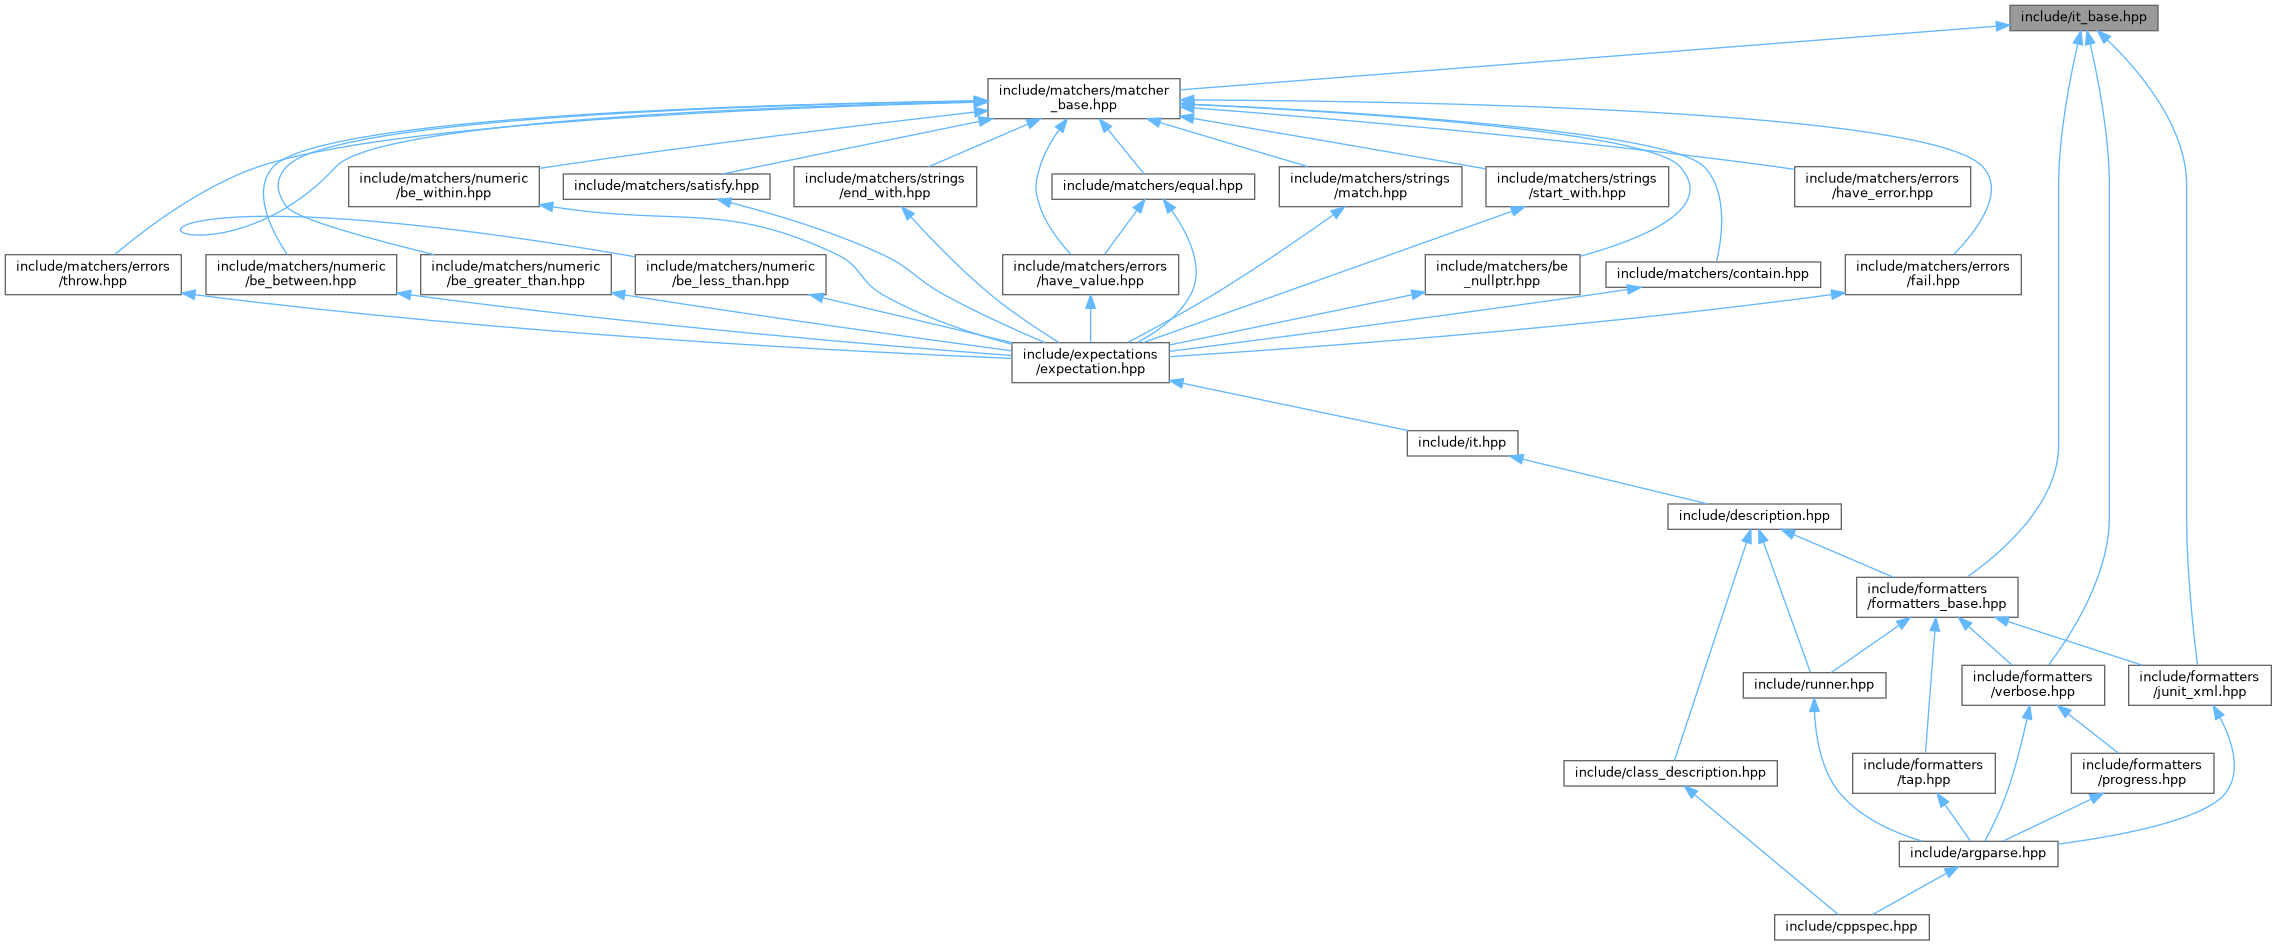 include/it_base.hpp
include/matchers/matcher
_base.hpp
include/matchers/numeric
/be_within.hpp
include/matchers/satisfy.hpp
include/matchers/strings
/end_with.hpp
include/matchers/equal.hpp
include/matchers/strings
/match.hpp
include/matchers/strings
/start_with.hpp
include/matchers/errors
/have_error.hpp
include/matchers/errors
/throw.hpp
include/matchers/numeric
/be_between.hpp
include/matchers/numeric
/be_greater_than.hpp
include/matchers/numeric
/be_less_than.hpp
include/matchers/errors
/have_value.hpp
include/matchers/be
_nullptr.hpp
include/matchers/contain.hpp
include/matchers/errors
/fail.hpp
include/expectations
/expectation.hpp
include/it.hpp
include/description.hpp
include/formatters
/formatters_base.hpp
include/runner.hpp
include/formatters
/verbose.hpp
include/formatters
/junit_xml.hpp
include/class_description.hpp
include/formatters
/tap.hpp
include/formatters
/progress.hpp
include/argparse.hpp
include/cppspec.hpp